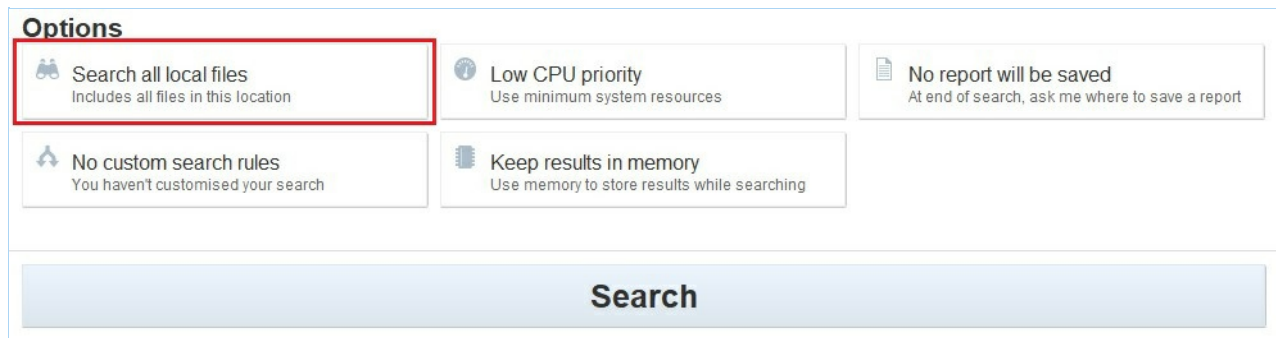 Options
Search all local files
Includes all files in this location
Low CPU priority
Use minimum system resources
No report will be saved
At end of search, ask me where to save a report
No custom search rules
You haven't customised your search
Keep results in memory
Use memory to store results while searching
Search